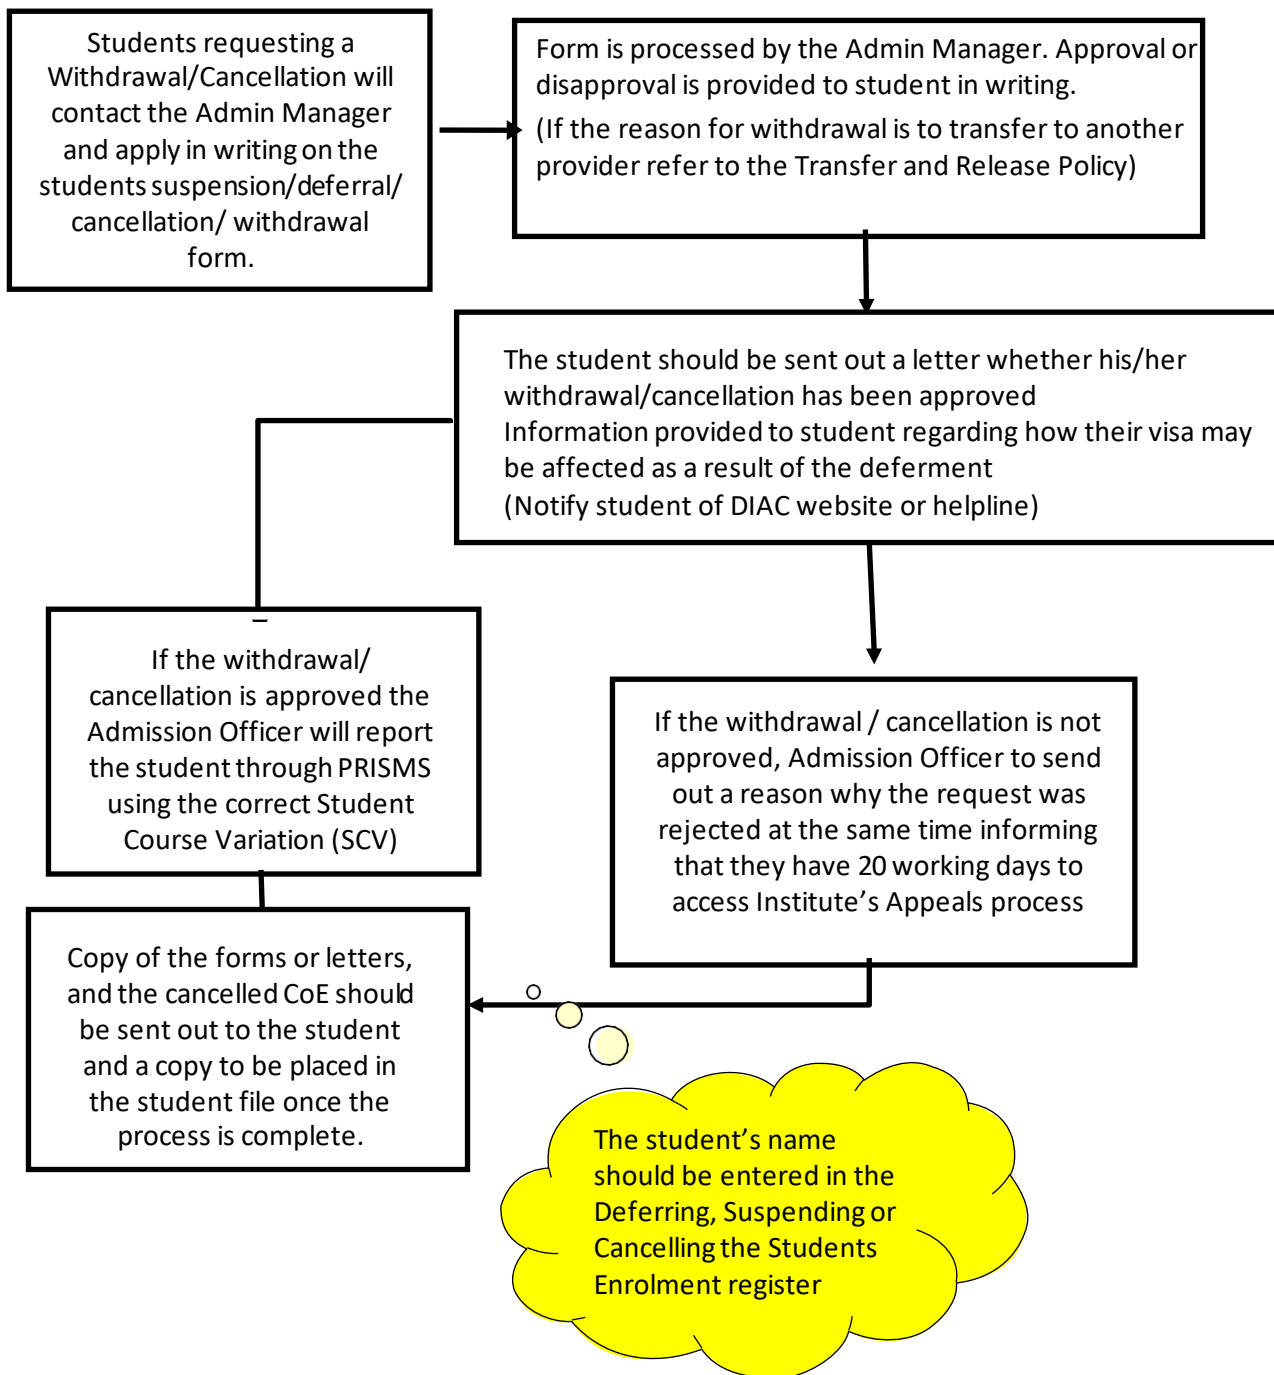 Students requesting a
Withdrawal/Cancellation will
contact the Admin Manager
and apply in writing on the
students suspension/deferral/
cancellation/ withdrawal
form.
Form is processed by the Admin Manager. Approval or
disapproval is provided to student in writing.
(If the reason for withdrawal is to transfer to another
provider refer to the Transfer and Release Policy)
The student should be sent out a letter whether his/her
withdrawal/cancellation has been approved
Information provided to student regarding how their visa may
be affected as a result of the deferment
(Notify student of DIAC website or helpline)
If the withdrawal/
cancellation is approved the
Admission Officer will report
the student through PRISMS
using the correct Student
Course Variation (SCV)
If the withdrawal / cancellation is not
approved, Admission Officer to send
out a reason why the request was
rejected at the same time informing
that they have 20 working days to
access Institute’s Appeals process
Copy of the forms or letters,
and the cancelled CoE should
be sent out to the student
and a copy to be placed in
the student file once the
process is complete.
The student’s name
should be entered in the
Deferring, Suspending or
Cancelling the Students
Enrolment register